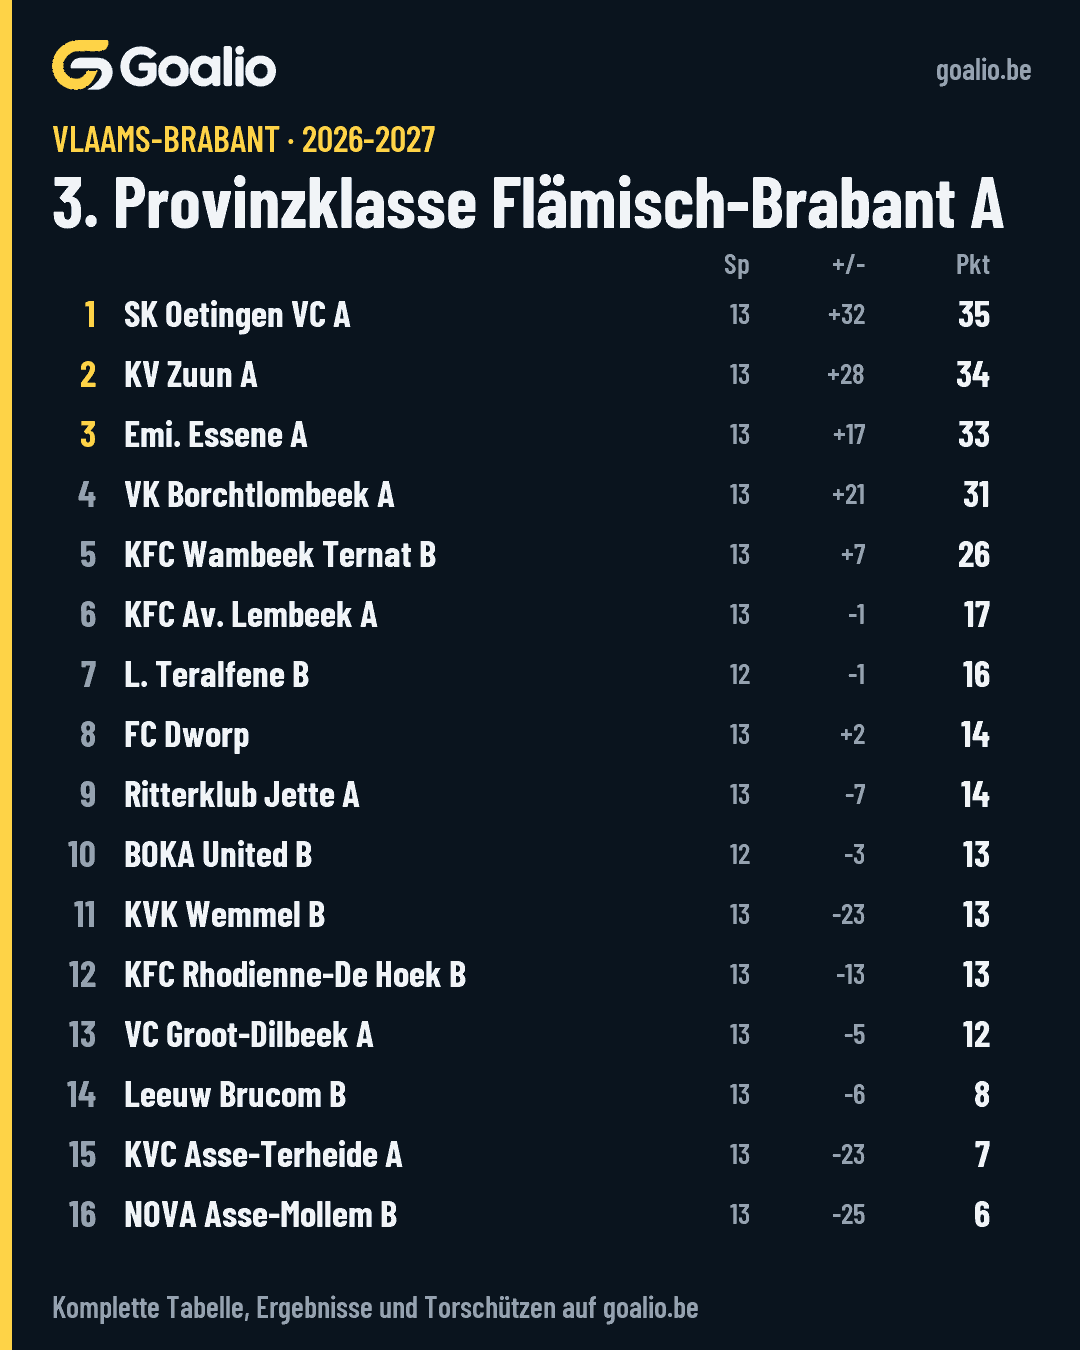 Goalio
goalio.be
VLAAMS-BRABANT · 2026-2027
3. Provinzklasse Flämisch-Brabant A
Sp +/- Pkt
1 SK Oetingen VC A 13 +32 35
2 KV Zuun A 13 +28 34
3 Emi. Essene A 13 +17 33
4 VK Borchtlombeek A 13 +21 31
5 KFC Wambeek Ternat B 13 +7 26
6 KFC Av. Lembeek A 13 -1 17
7 L. Teralfene B 12 -1 16
8 FC Dworp 13 +2 14
9 Ritterklub Jette A 13 -7 14
10 BOKA United B 12 -3 13
11 KVK Wemmel B 13 -23 13
12 KFC Rhodienne-De Hoek B 13 -13 13
13 VC Groot-Dilbeek A 13 -5 12
14 Leeuw Brucom B 13 -6 8
15 KVC Asse-Terheide A 13 -23 7
16 NOVA Asse-Mollem B 13 -25 6
Komplette Tabelle, Ergebnisse und Torschützen auf goalio.be